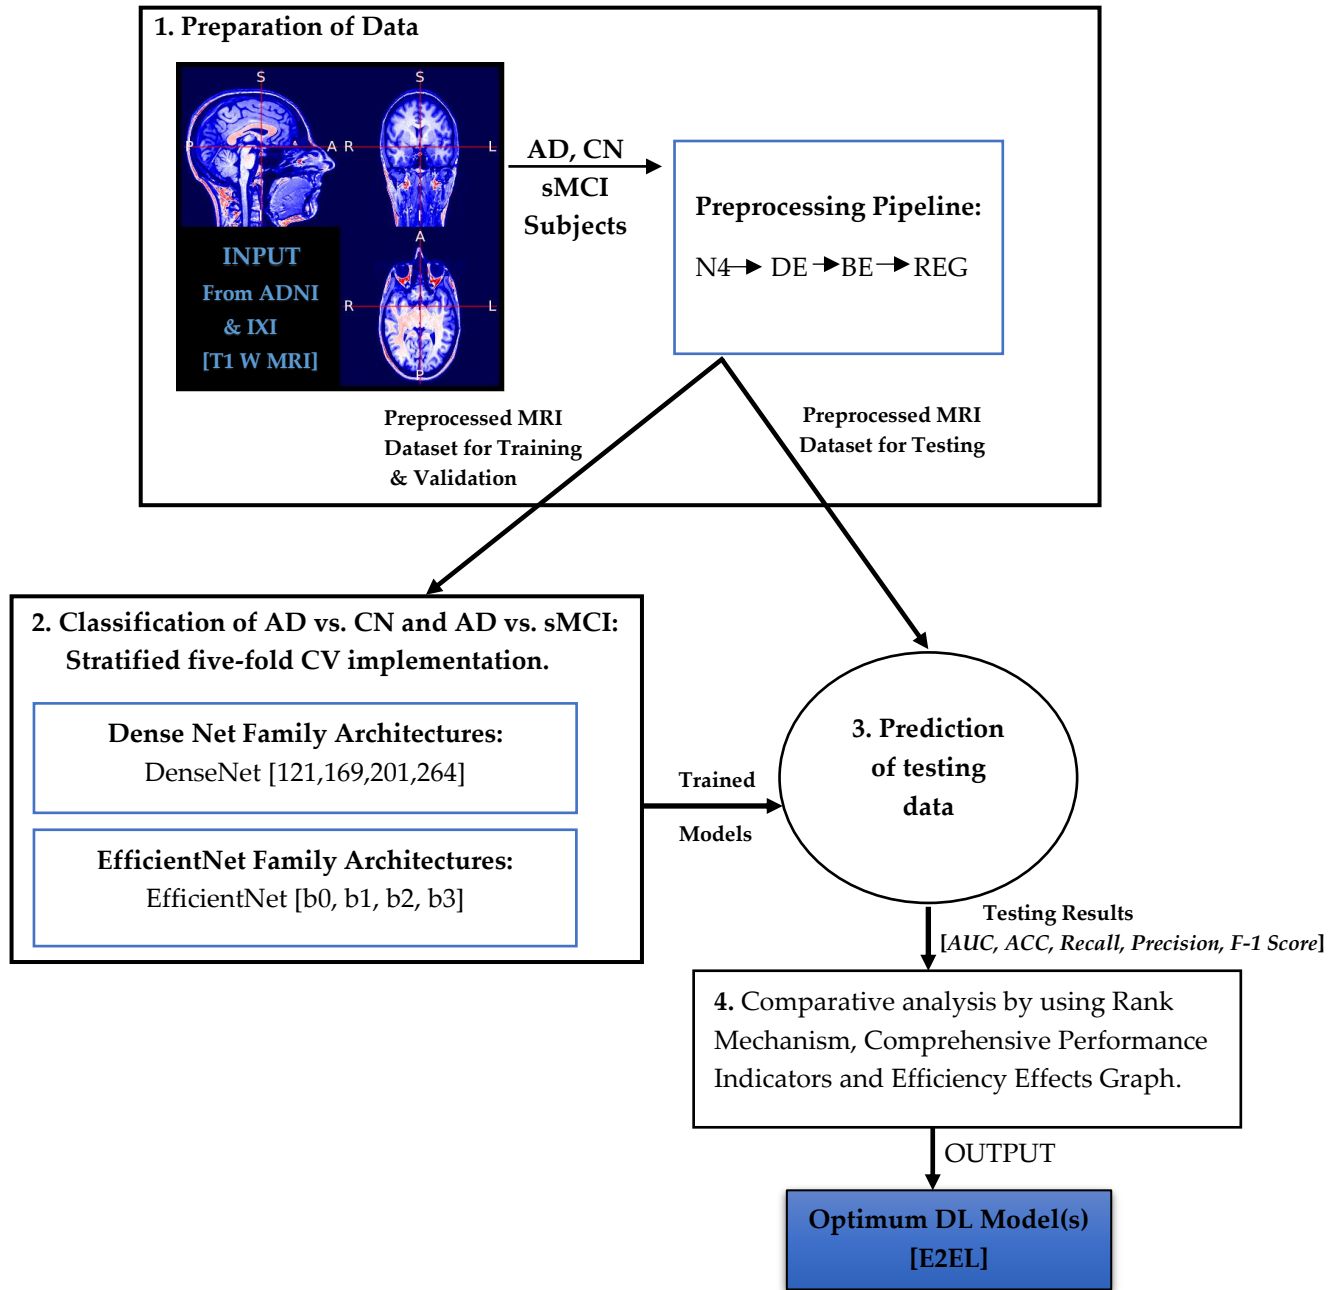 1. Preparation of Data
S
S
P
A
R
L
A
R
L
P
INPUT
From ADNI
& IXI
[T1 W MRI]
AD, CN
sMCI
Subjects
Preprocessing Pipeline:
N4 → DE → BE → REG
Preprocessed MRI
Dataset for Training
& Validation
Preprocessed MRI
Dataset for Testing
2. Classification of AD vs. CN and AD vs. sMCI:
Stratified five-fold CV implementation.
Dense Net Family Architectures:
DenseNet [121,169,201,264]
EfficientNet Family Architectures:
EfficientNet [b0, b1, b2, b3]
Trained
Models
3. Prediction
of testing
data
Testing Results
[AUC, ACC, Recall, Precision, F-1 Score]
4. Comparative analysis by using Rank
Mechanism, Comprehensive Performance
Indicators and Efficiency Effects Graph.
OUTPUT
Optimum DL Model(s)
[E2EL]